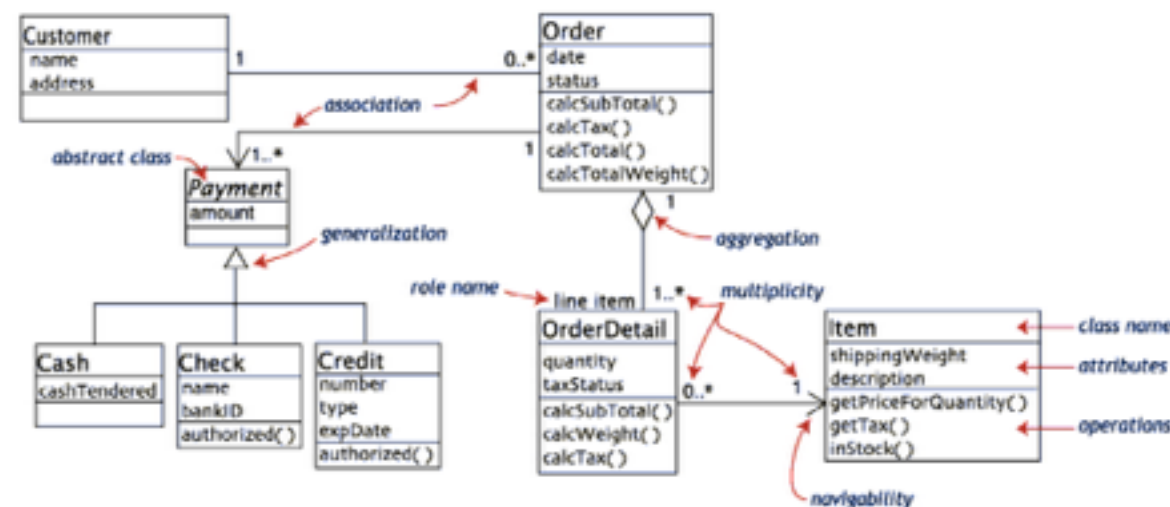 Customer
name
address
1
0..*
Order
date
status
calcSubTotal()
calcTax()
calcTotal()
calcTotalWeight()
association
1
1..*
abstract class
Payment
amount
generalization
1
aggregation
role name
line item
1..*
multiplicity
Cash
cashTendered
Check
name
bankID
authorized()
Credit
number
type
expDate
authorized()
OrderDetail
quantity
taxStatus
calcSubTotal()
calcWeight()
calcTax()
0..*
1
Item
shippingWeight
description
getPriceForQuantity()
getTax()
inStock()
class name
attributes
operations
navigability